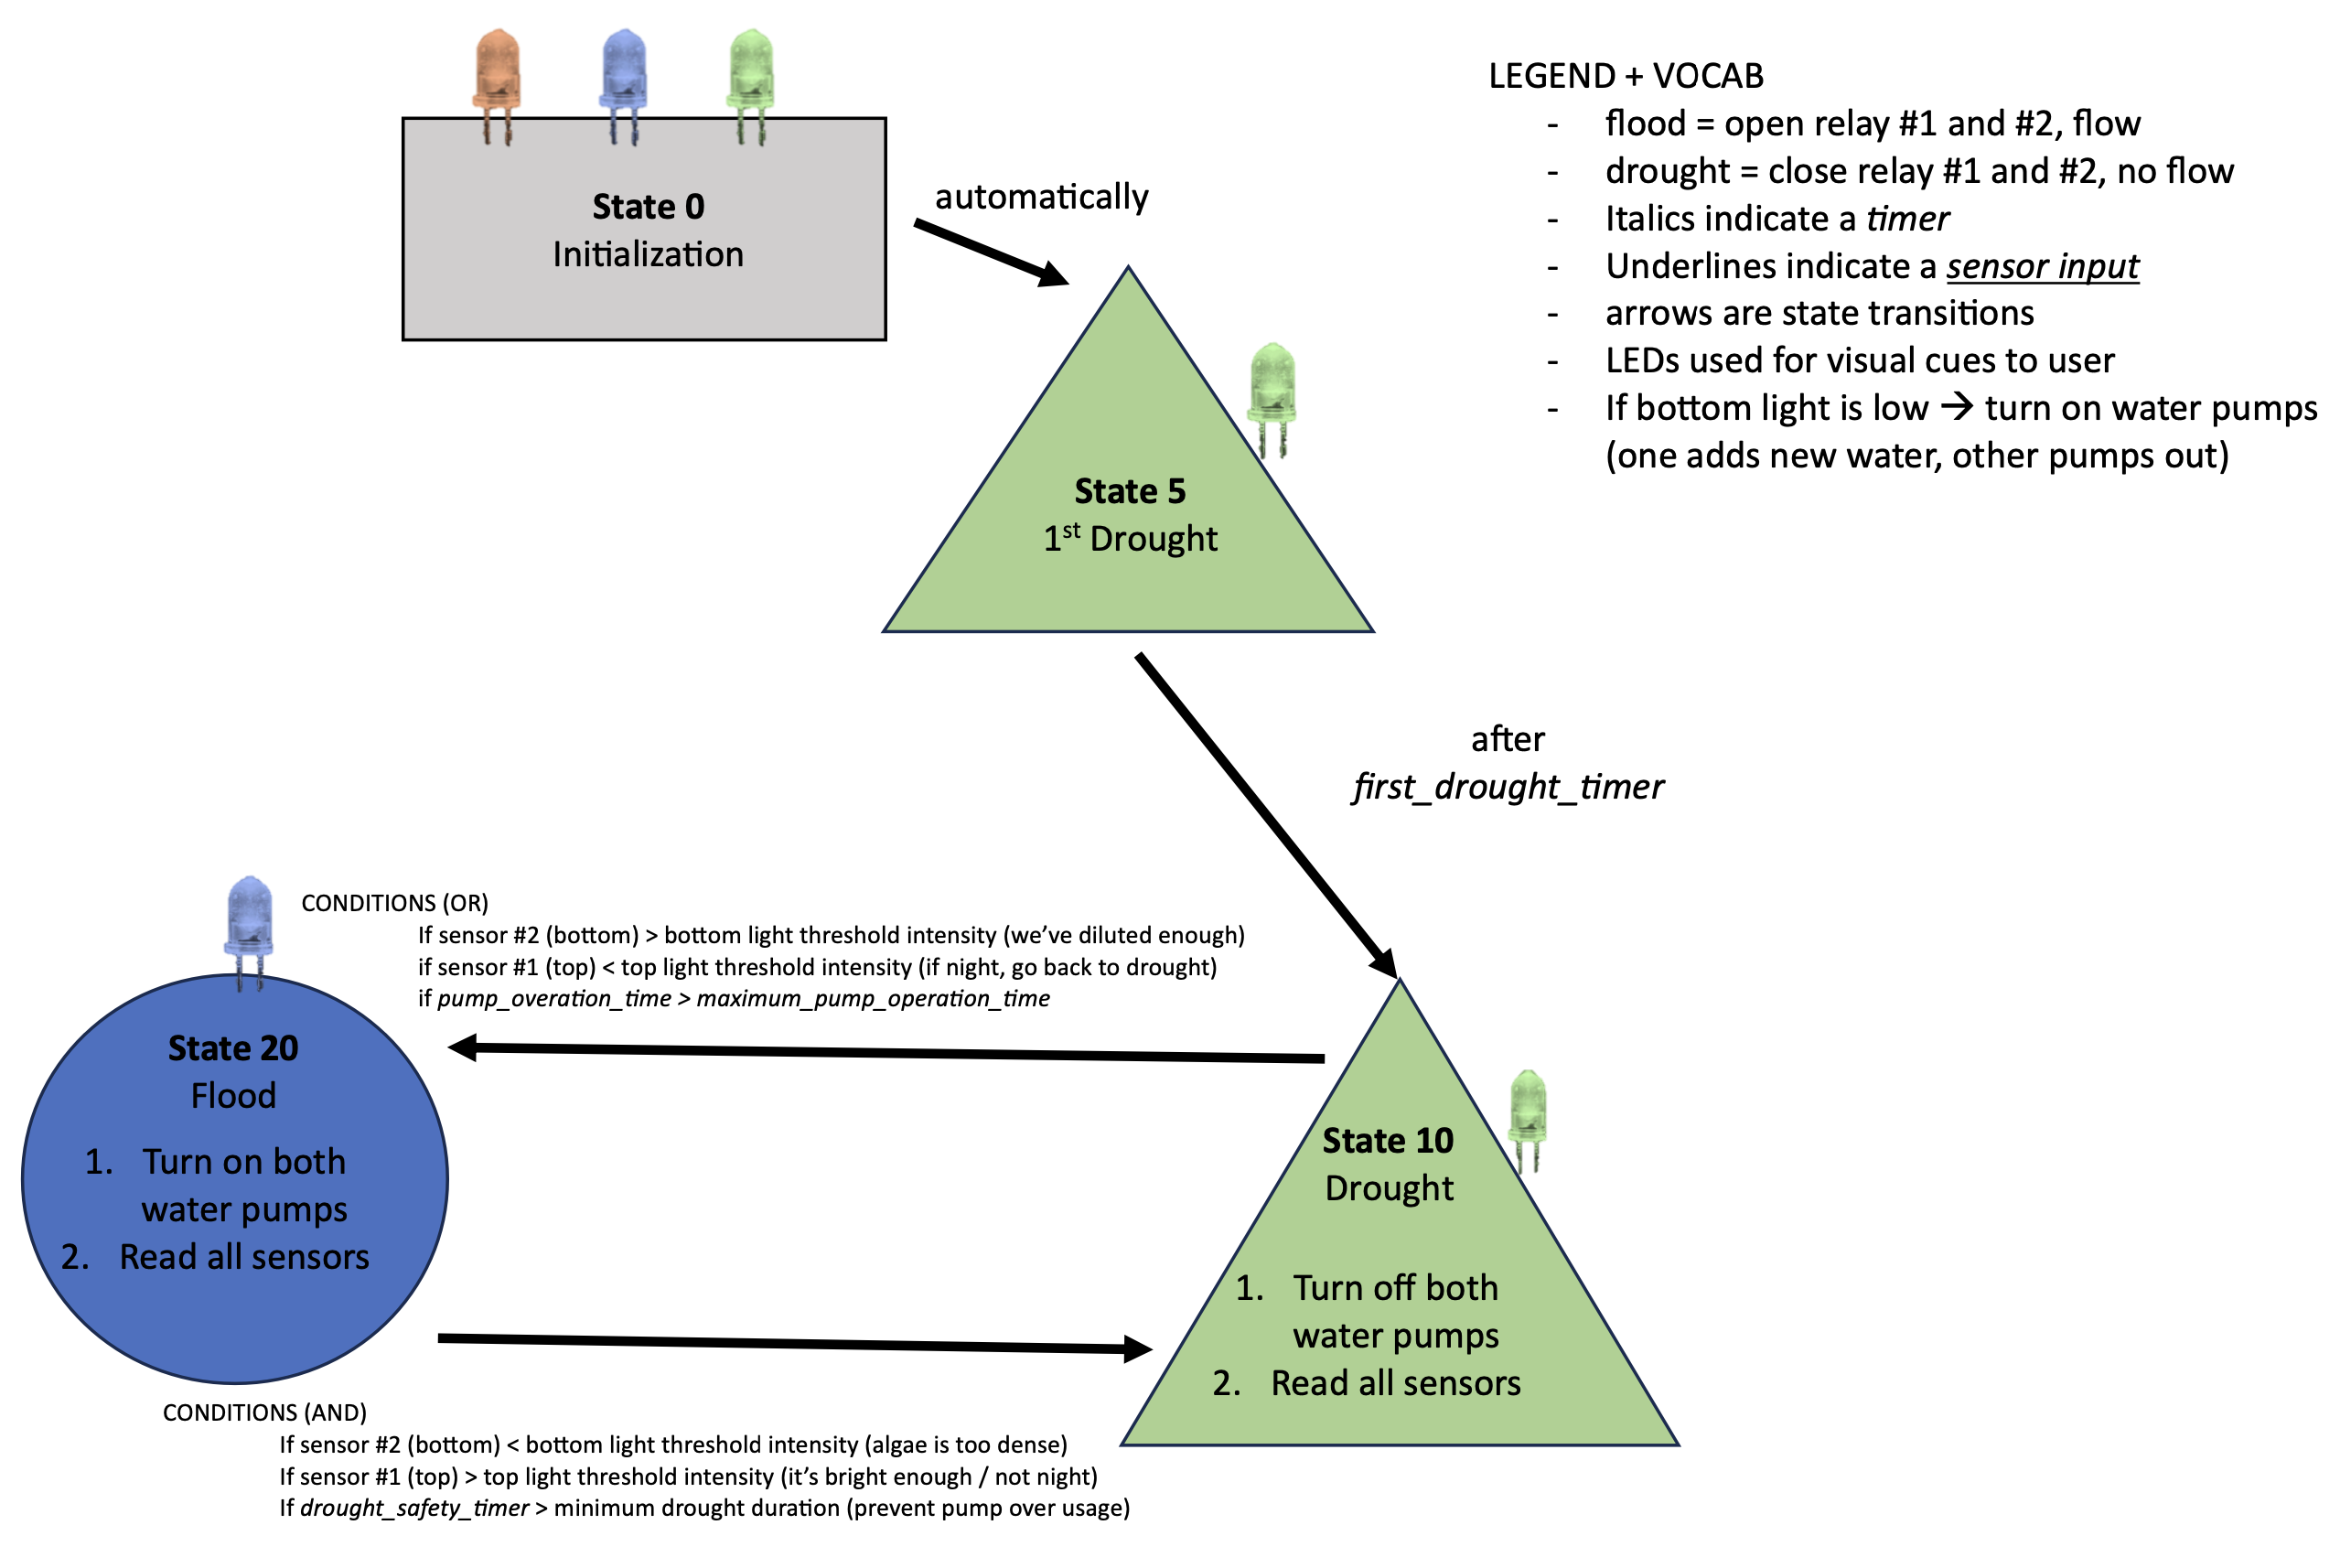 State 0
Initialization
automatically
LEGEND + VOCAB
- flood = open relay #1 and #2, flow
- drought = close relay #1 and #2, no flow
- Italics indicate a timer
- Underlines indicate a sensor input
- arrows are state transitions
- LEDs used for visual cues to user
- If bottom light is low → turn on water pumps
(one adds new water, other pumps out)
State 5
1st Drought
after
first_drought_timer
CONDITIONS (OR)
If sensor #2 (bottom) > bottom light threshold intensity (we’ve diluted enough)
if sensor #1 (top) < top light threshold intensity (if night, go back to drought)
if pump_overation_time > maximum_pump_operation_time
State 20
Flood
1. Turn on both
water pumps
2. Read all sensors
State 10
Drought
1. Turn off both
water pumps
2. Read all sensors
CONDITIONS (AND)
If sensor #2 (bottom) < bottom light threshold intensity (algae is too dense)
If sensor #1 (top) > top light threshold intensity (it’s bright enough / not night)
If drought_safety_timer > minimum drought duration (prevent pump over usage)